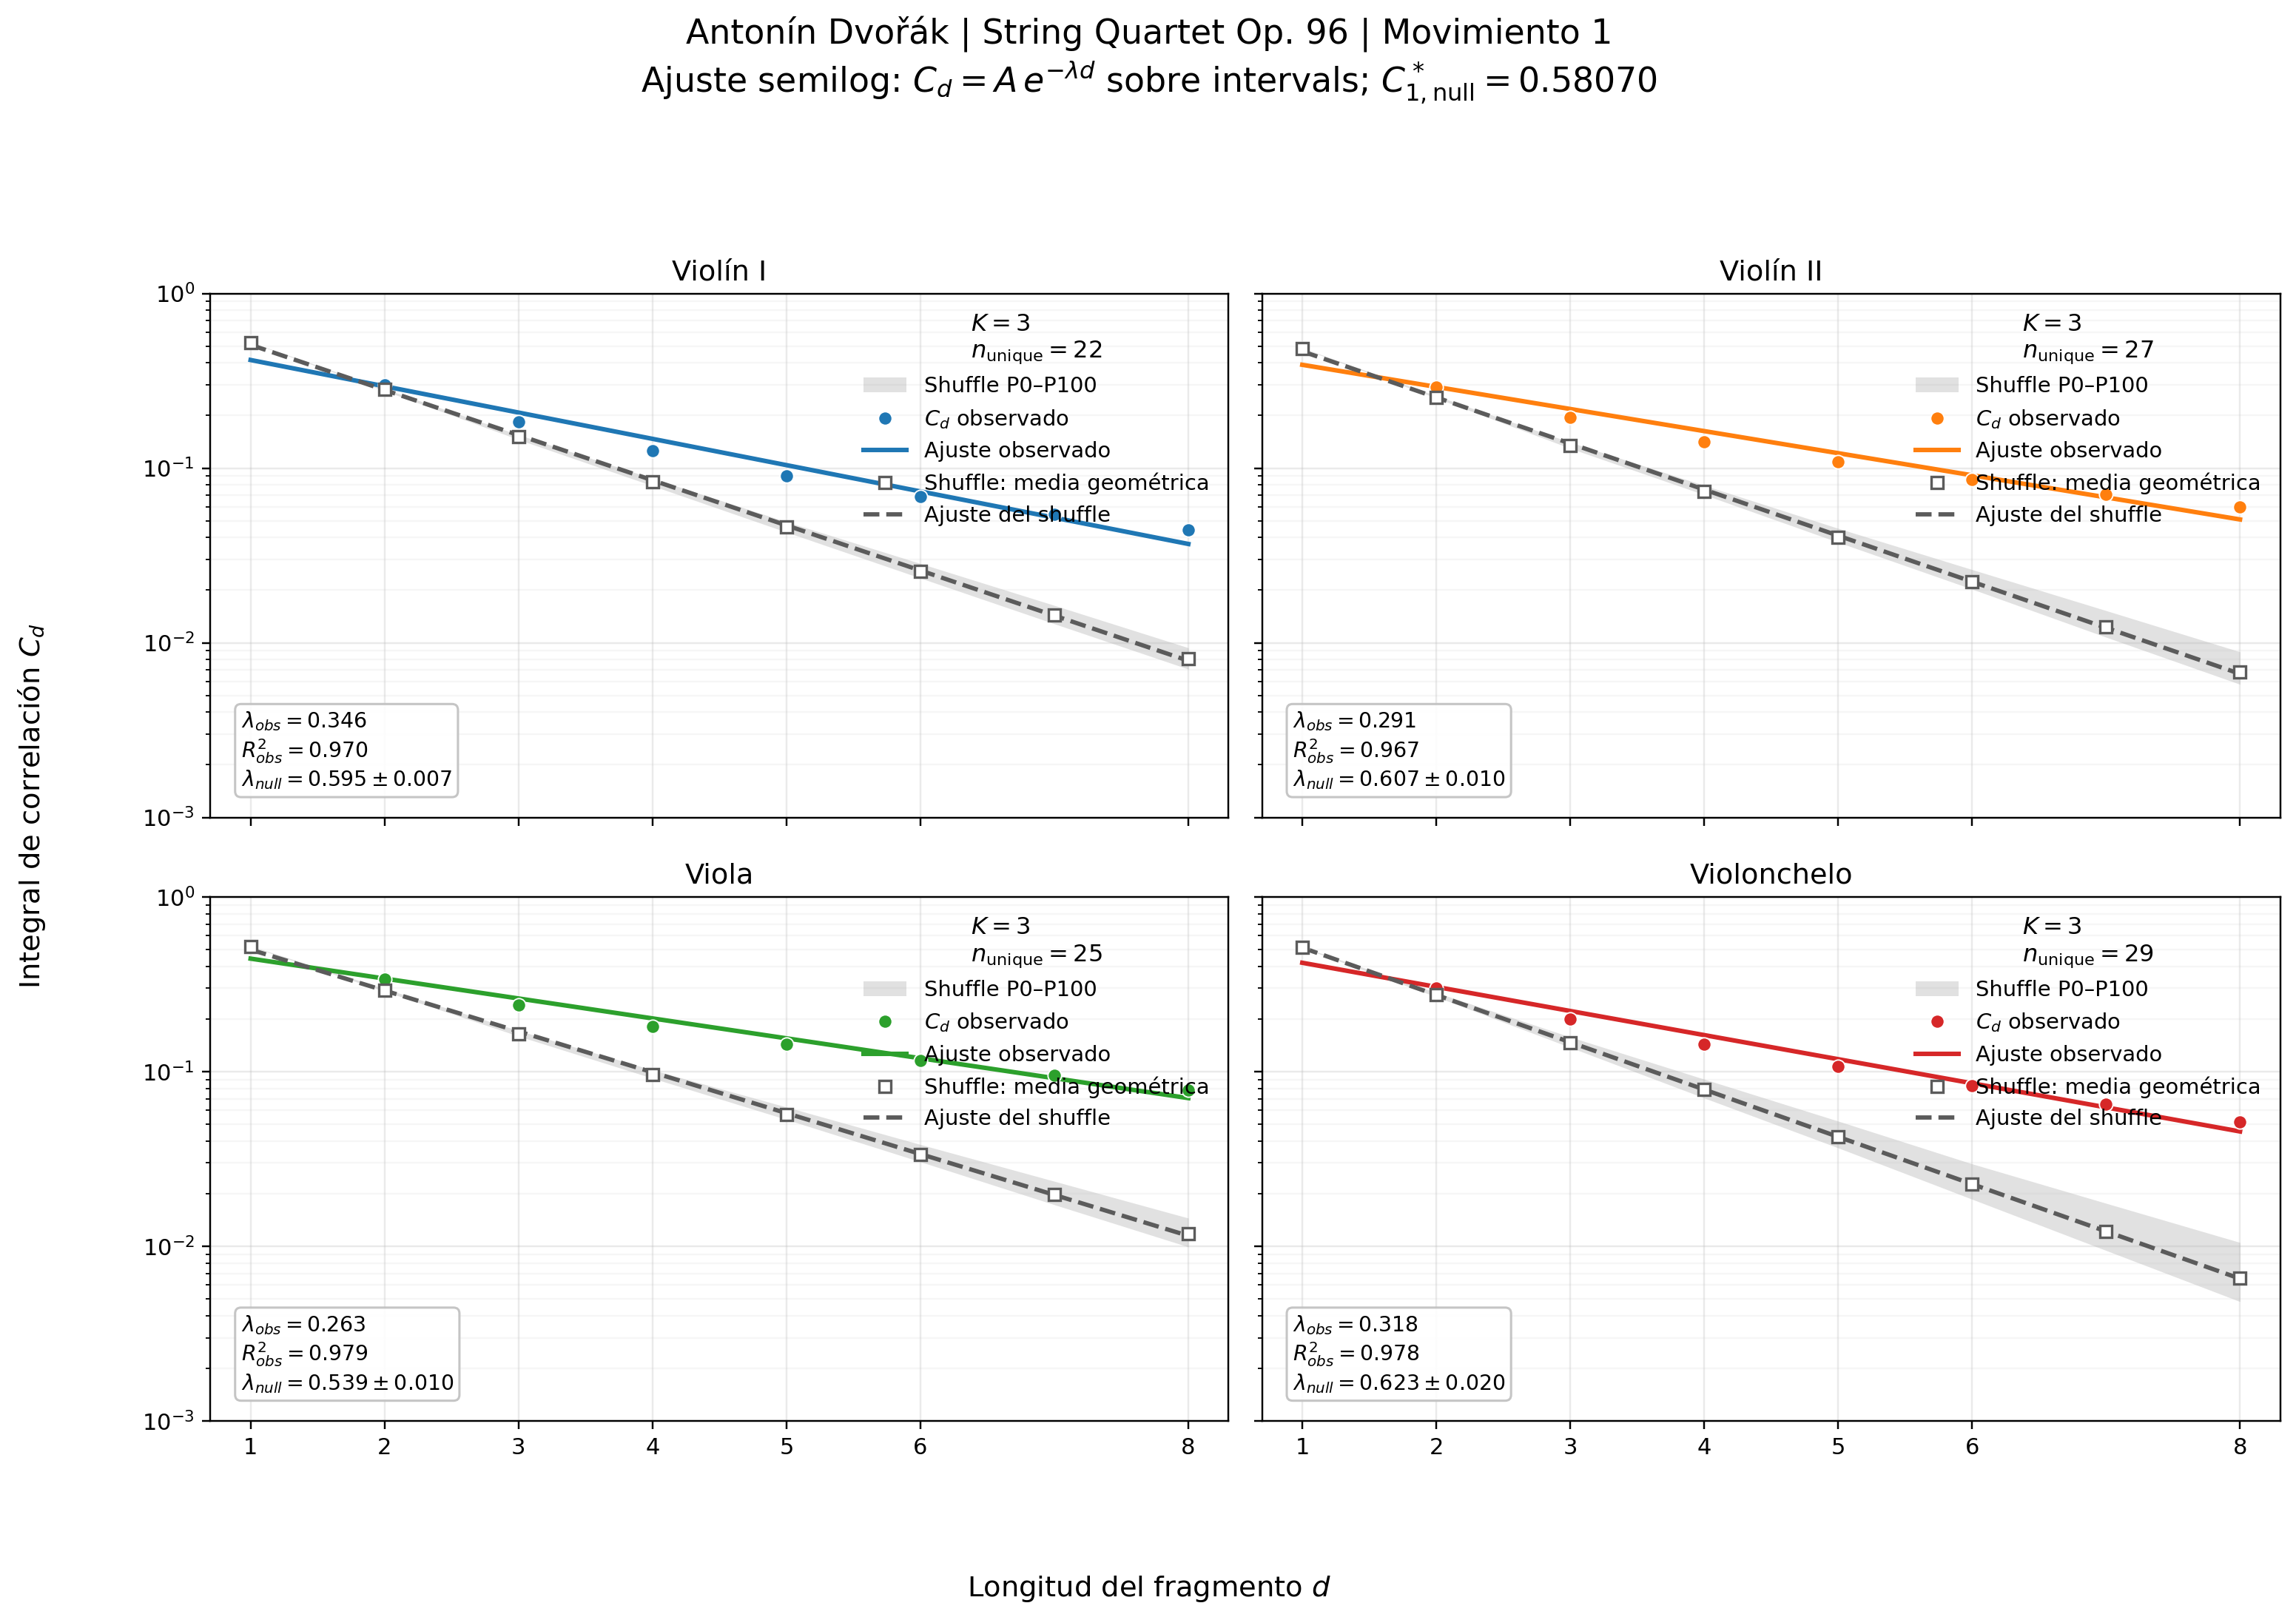 Antonín Dvořák | String Quartet Op. 96 | Movimiento 1
Ajuste semilog: C_d = A e^{−λd} sobre intervals; C^*_{1,null} = 0.58070
Integral de correlación C_d
Violín I
10^0
10^{−1}
10^{−2}
10^{−3}
K = 3
n_unique = 22
Shuffle P0–P100
C_d observado
Ajuste observado
Shuffle: media geométrica
Ajuste del shuffle
λ_obs = 0.346
R^2_obs = 0.970
λ_null = 0.595 ± 0.007
Violín II
K = 3
n_unique = 27
Shuffle P0–P100
C_d observado
Ajuste observado
Shuffle: media geométrica
Ajuste del shuffle
λ_obs = 0.291
R^2_obs = 0.967
λ_null = 0.607 ± 0.010
Viola
10^0
10^{−1}
10^{−2}
10^{−3}
K = 3
n_unique = 25
Shuffle P0–P100
C_d observado
Ajuste observado
Shuffle: media geométrica
Ajuste del shuffle
λ_obs = 0.263
R^2_obs = 0.979
λ_null = 0.539 ± 0.010
1 2 3 4 5 6 8
Violonchelo
K = 3
n_unique = 29
Shuffle P0–P100
C_d observado
Ajuste observado
Shuffle: media geométrica
Ajuste del shuffle
λ_obs = 0.318
R^2_obs = 0.978
λ_null = 0.623 ± 0.020
1 2 3 4 5 6 8
Longitud del fragmento d